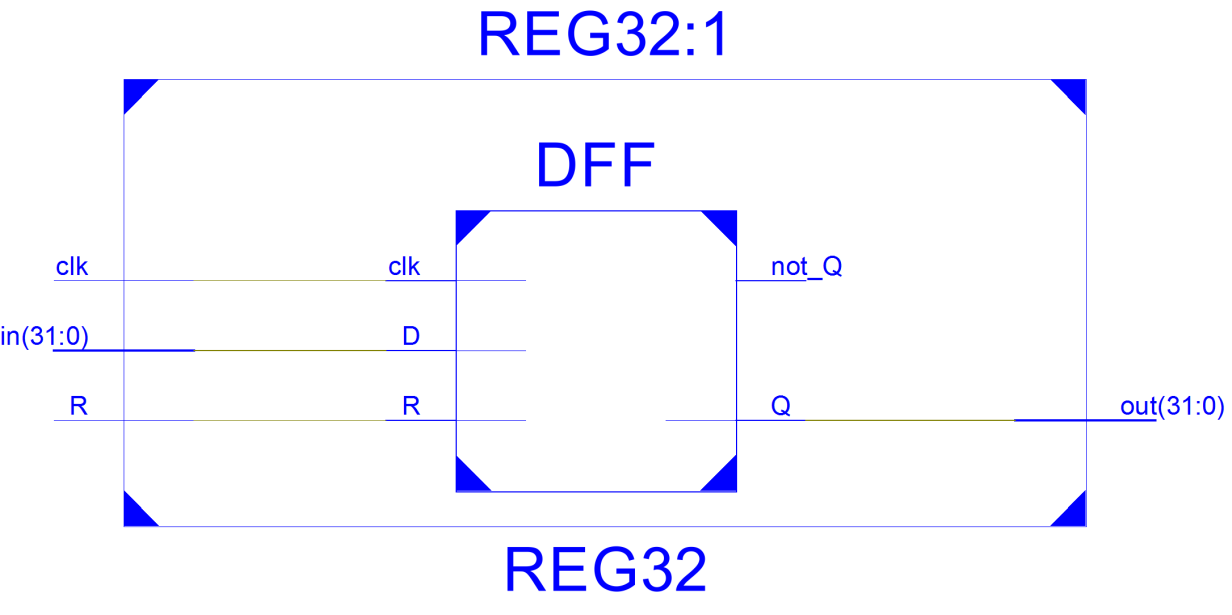 REG32:1
DFF
clk clk not_Q
in(31:0) D
R R Q out(31:0)
REG32